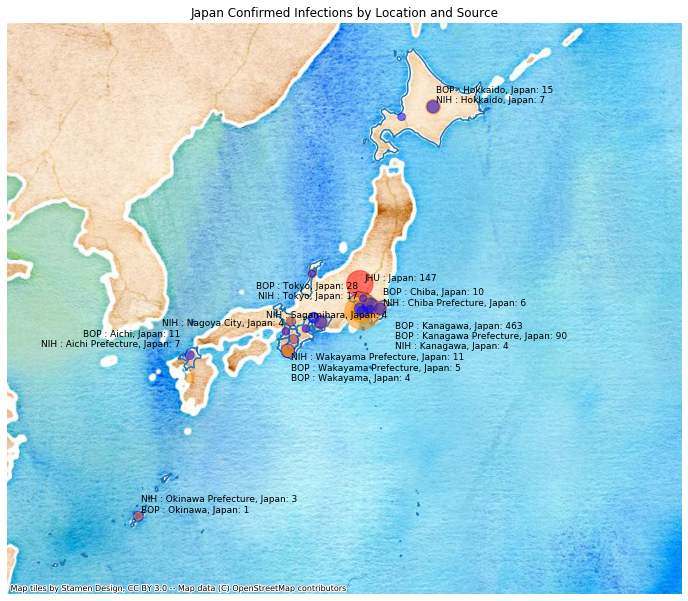 Japan Confirmed Infections by Location and Source
BOP : Hokkaido, Japan: 15
NIH : Hokkaido, Japan: 7
JHU : Japan: 147
BOP : Tokyo, Japan: 28
NIH : Tokyo, Japan: 17
BOP : Chiba, Japan: 10
NIH : Chiba Prefecture, Japan: 6
NIH : Sagamihara, Japan: 4
NIH : Nagoya City, Japan: 4
BOP : Aichi, Japan: 11
NIH : Aichi Prefecture, Japan: 7
BOP : Kanagawa, Japan: 463
BOP : Kanagawa Prefecture, Japan: 90
NIH : Kanagawa, Japan: 4
NIH : Wakayama Prefecture, Japan: 11
BOP : Wakayama Prefecture, Japan: 5
BOP : Wakayama, Japan: 4
NIH : Okinawa Prefecture, Japan: 3
BOP : Okinawa, Japan: 1
Map tiles by Stamen Design, CC BY 3.0 -- Map data (C) OpenStreetMap contributors